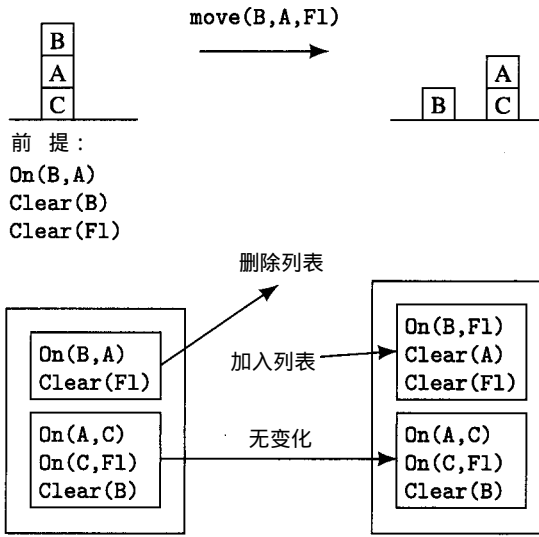 move(B,A,Fl)
B
A
C
B
A
C
前 提:
On(B,A)
Clear(B)
Clear(Fl)
删除列表
On(B,A)
Clear(Fl)
加入列表
On(B,Fl)
Clear(A)
Clear(Fl)
On(A,C)
On(C,Fl)
Clear(B)
无变化
On(A,C)
On(C,Fl)
Clear(B)